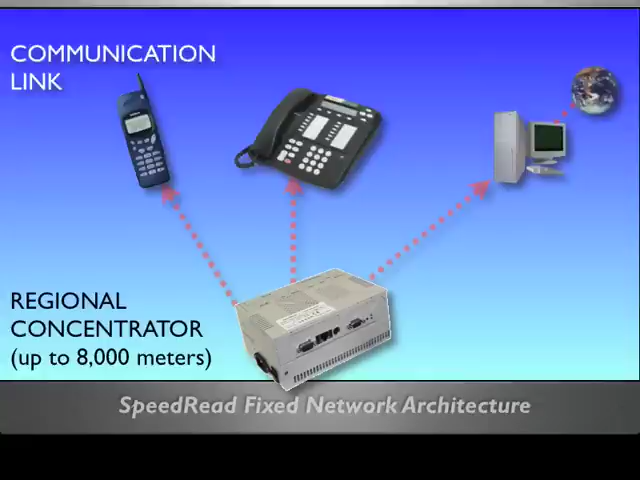 COMMUNICATION
LINK
REGIONAL
CONCENTRATOR
(up to 8,000 meters)
SpeedRead Fixed Network Architecture